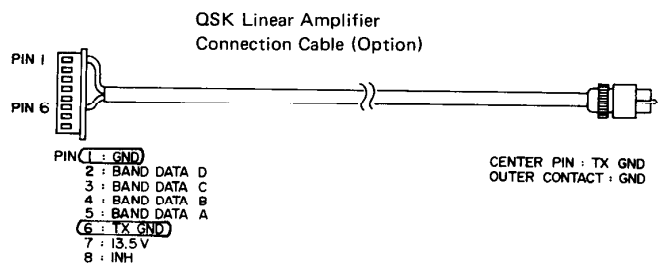 QSK Linear Amplifier
Connection Cable (Option)
PIN 1
PIN 6
PIN 1 : GND
2 : BAND DATA D
3 : BAND DATA C
4 : BAND DATA B
5 : BAND DATA A
6 : TX GND
7 : 13.5 V
8 : INH
CENTER PIN : TX GND
OUTER CONTACT : GND